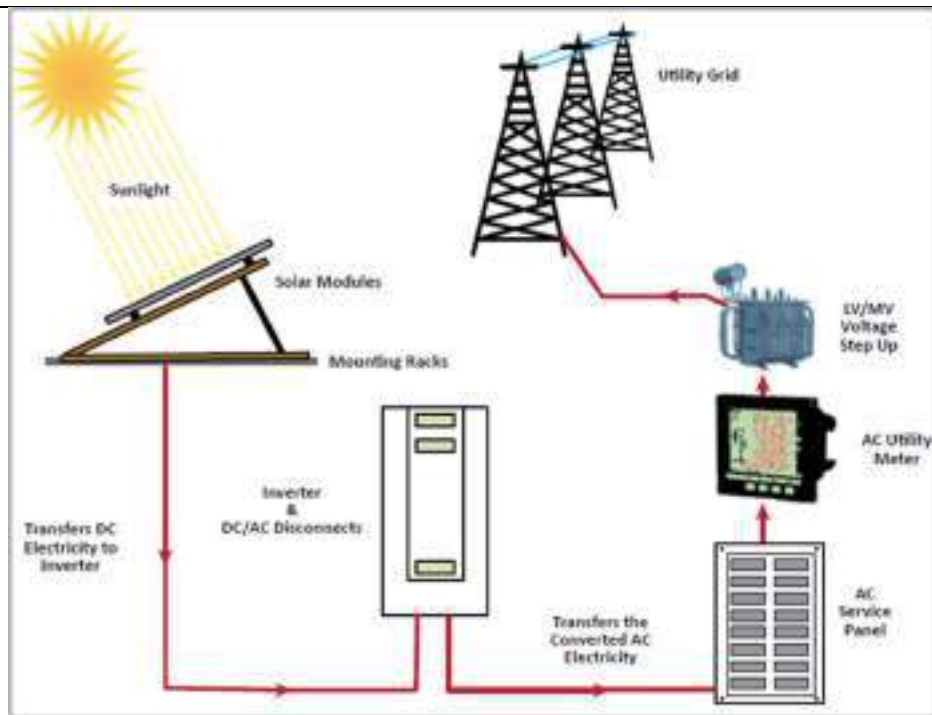 Utility Grid
Sunlight
Solar Modules
Mounting Racks
LV/MV
Voltage
Step Up
AC Utility
Meter
Inverter
&
DC/AC Disconnects
Transfers DC
Electricity to
Inverter
Transfers the
Converted AC
Electricity
AC
Service
Panel